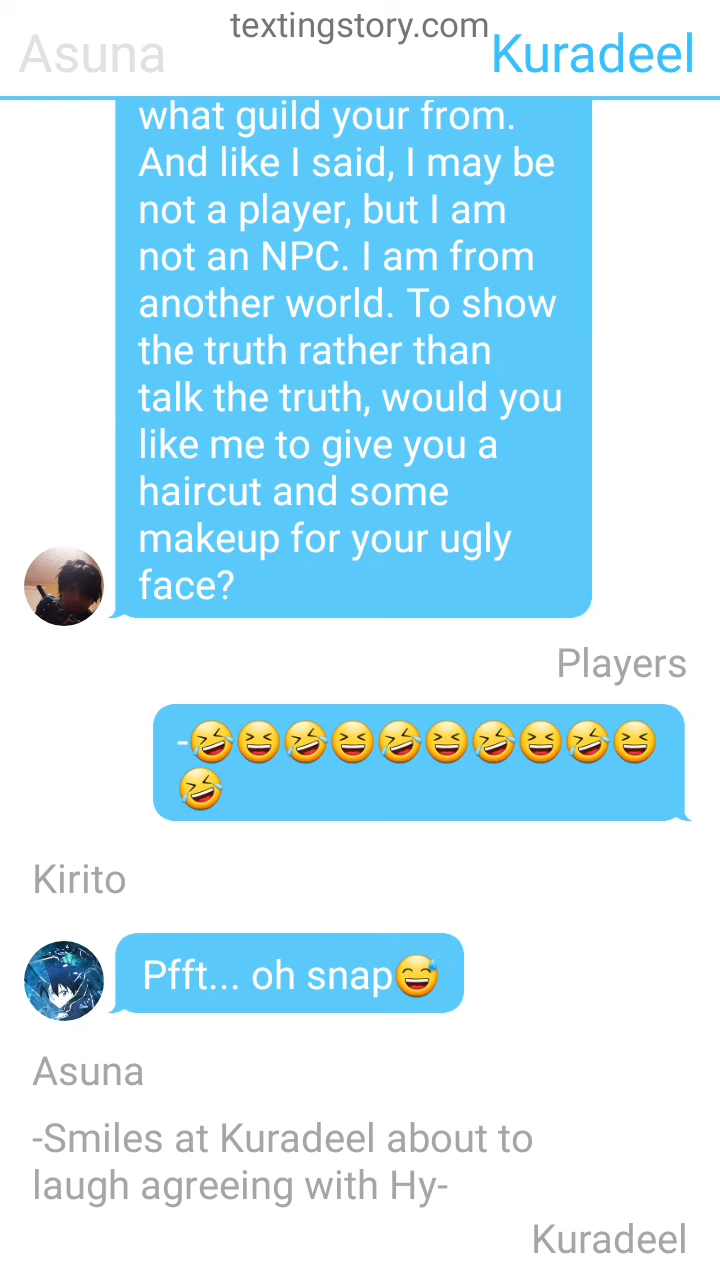 textingstory.com
Asuna
Kuradeel
what guild your from.
And like I said, I may be
not a player, but I am
not an NPC. I am from
another world. To show
the truth rather than
talk the truth, would you
like me to give you a
haircut and some
makeup for your ugly
face?
Players
-🤣😆🤣😆🤣😆🤣😆🤣😆
🤣
Kirito
Pfft... oh snap😅
Asuna
-Smiles at Kuradeel about to
laugh agreeing with Hy-
Kuradeel